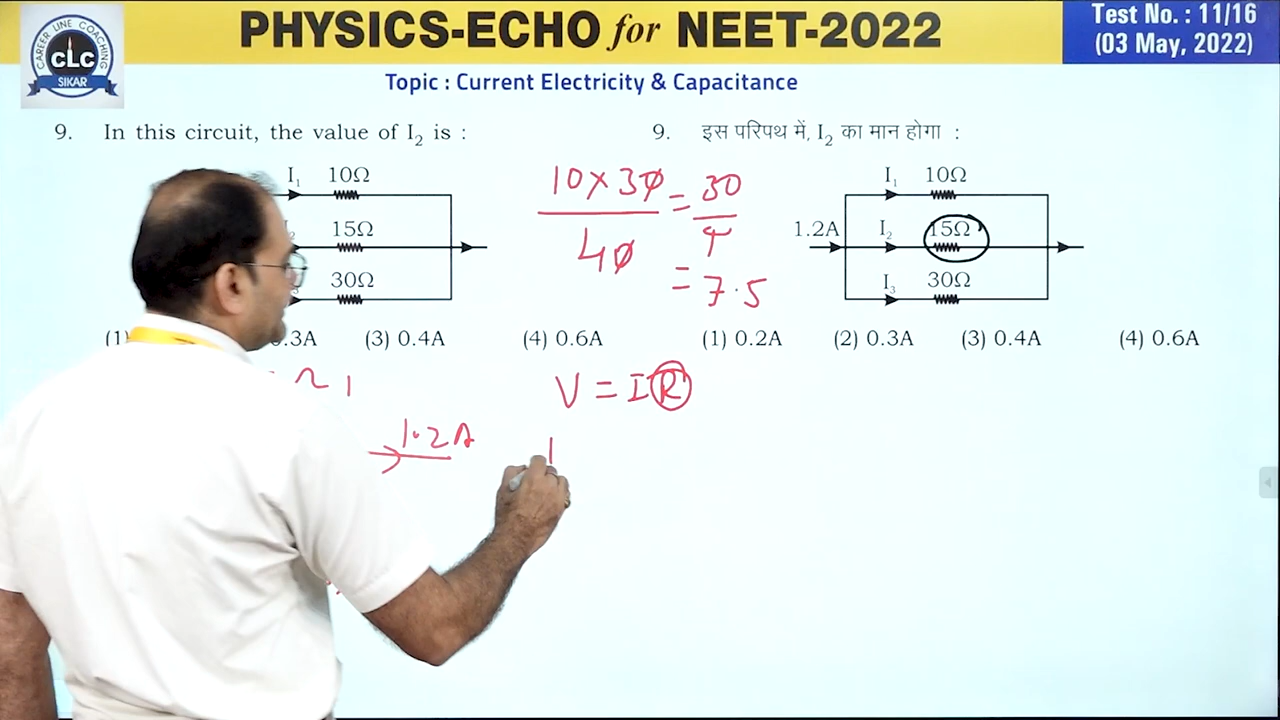 CAREER LINE COACHING
CLC
SIKAR
PHYSICS-ECHO for NEET-2022
Test No. : 11/16
(03 May, 2022)
Topic : Current Electricity & Capacitance
9. In this circuit, the value of I₂ is :
I₁ 10Ω
15Ω
30Ω
(1)
0.3A (3) 0.4A (4) 0.6A
10 × 30 / 40 = 30 / 4
= 7.5
V = IR
1.2A
9. इस परिपथ में, I₂ का मान होगा :
I₁ 10Ω
1.2A I₂ 15Ω
I₃ 30Ω
(1) 0.2A (2) 0.3A (3) 0.4A (4) 0.6A